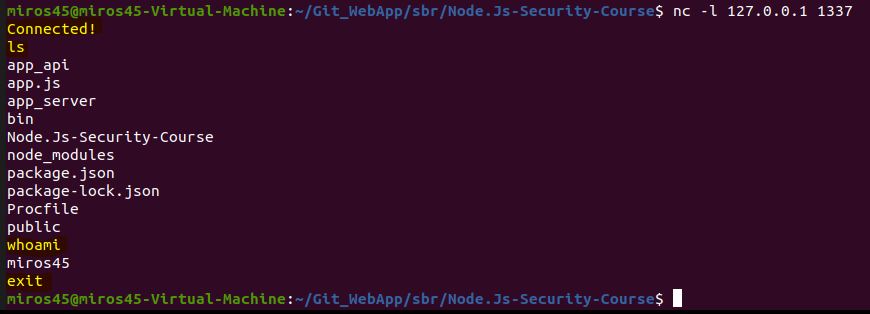 miros45@miros45-Virtual-Machine:~/Git_WebApp/sbr/Node.Js-Security-Course$ nc -l 127.0.0.1 1337
Connected!
ls
app_api
app.js
app_server
bin
Node.Js-Security-Course
node_modules
package.json
package-lock.json
Procfile
public
whoami
miros45
exit
miros45@miros45-Virtual-Machine:~/Git_WebApp/sbr/Node.Js-Security-Course$